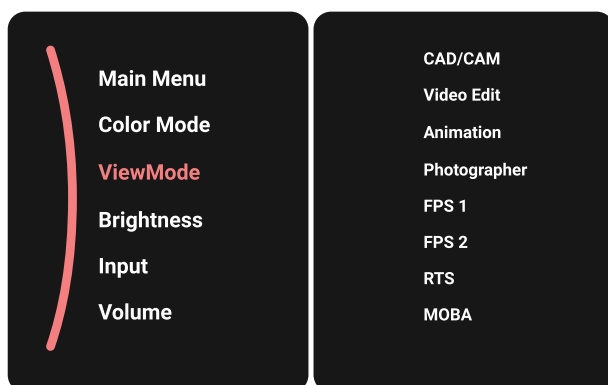 Main Menu
Color Mode
ViewMode
Brightness
Input
Volume
CAD/CAM
Video Edit
Animation
Photographer
FPS 1
FPS 2
RTS
MOBA